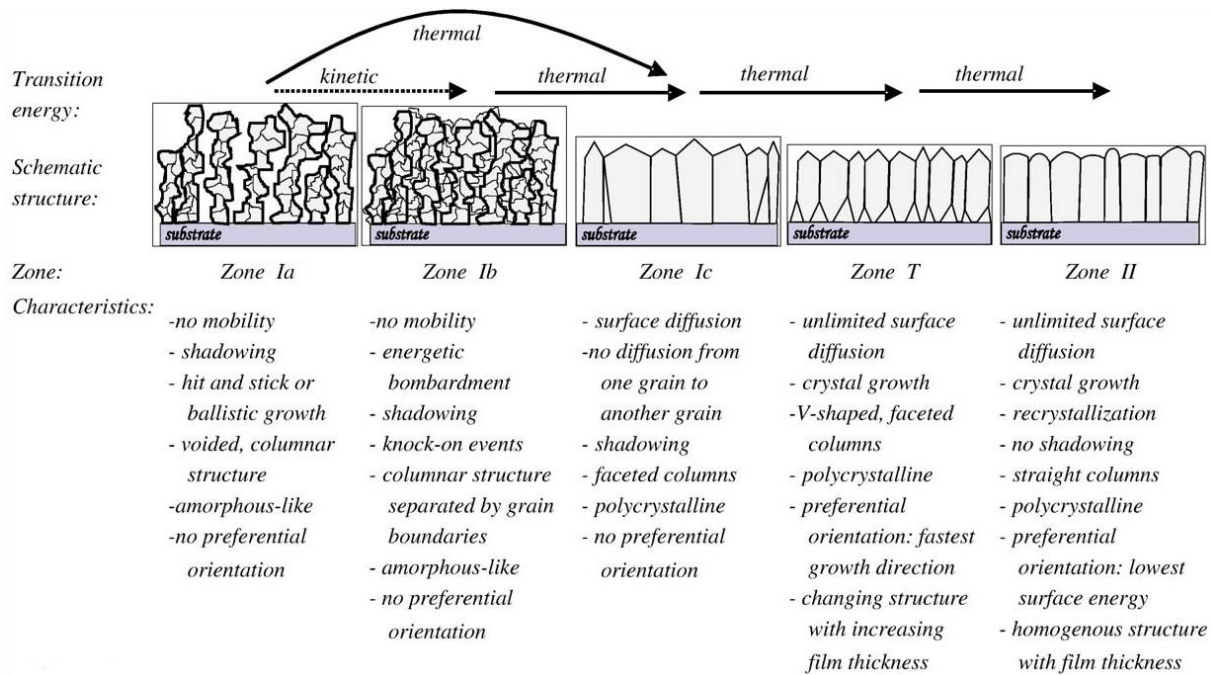 thermal
kinetic
thermal
thermal
thermal
Transition
energy:
Schematic
structure:
substrate
substrate
substrate
substrate
substrate
Zone:
Zone Ia
Zone Ib
Zone Ic
Zone T
Zone II
Characteristics:
-no mobility
- shadowing
- hit and stick or
ballistic growth
- voided, columnar
structure
-amorphous-like
-no preferential
orientation
-no mobility
- energetic
bombardment
- shadowing
- knock-on events
- columnar structure
separated by grain
boundaries
- amorphous-like
- no preferential
orientation
- surface diffusion
-no diffusion from
one grain to
another grain
- shadowing
- faceted columns
- polycrystalline
- no preferential
orientation
- unlimited surface
diffusion
- crystal growth
-V-shaped, faceted
columns
- polycrystalline
- preferential
orientation: fastest
growth direction
- changing structure
with increasing
film thickness
- unlimited surface
diffusion
- crystal growth
- recrystallization
- no shadowing
- straight columns
- polycrystalline
- preferential
orientation: lowest
surface energy
- homogenous structure
with film thickness